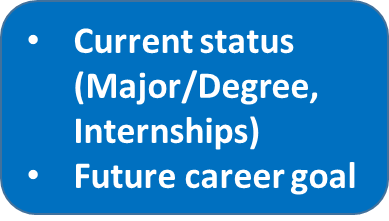 • Current status
(Major/Degree,
Internships)
• Future career goal